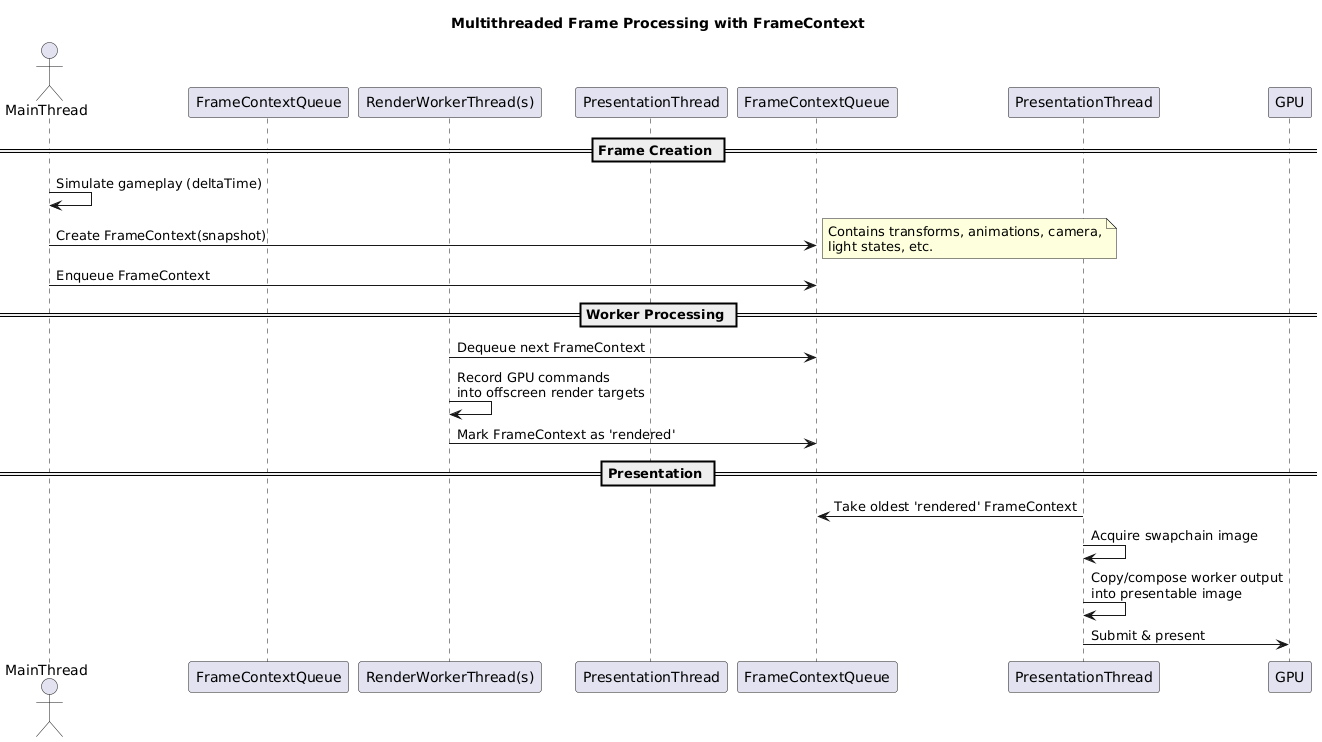 Multithreaded Frame Processing with FrameContext
MainThread
FrameContextQueue
RenderWorkerThread(s)
PresentationThread
FrameContextQueue
PresentationThread
GPU
Frame Creation
Simulate gameplay (deltaTime)
Create FrameContext(snapshot)
Contains transforms, animations, camera,
light states, etc.
Enqueue FrameContext
Worker Processing
Dequeue next FrameContext
Record GPU commands
into offscreen render targets
Mark FrameContext as 'rendered'
Presentation
Take oldest 'rendered' FrameContext
Acquire swapchain image
Copy/compose worker output
into presentable image
Submit & present
MainThread
FrameContextQueue
RenderWorkerThread(s)
PresentationThread
FrameContextQueue
PresentationThread
GPU